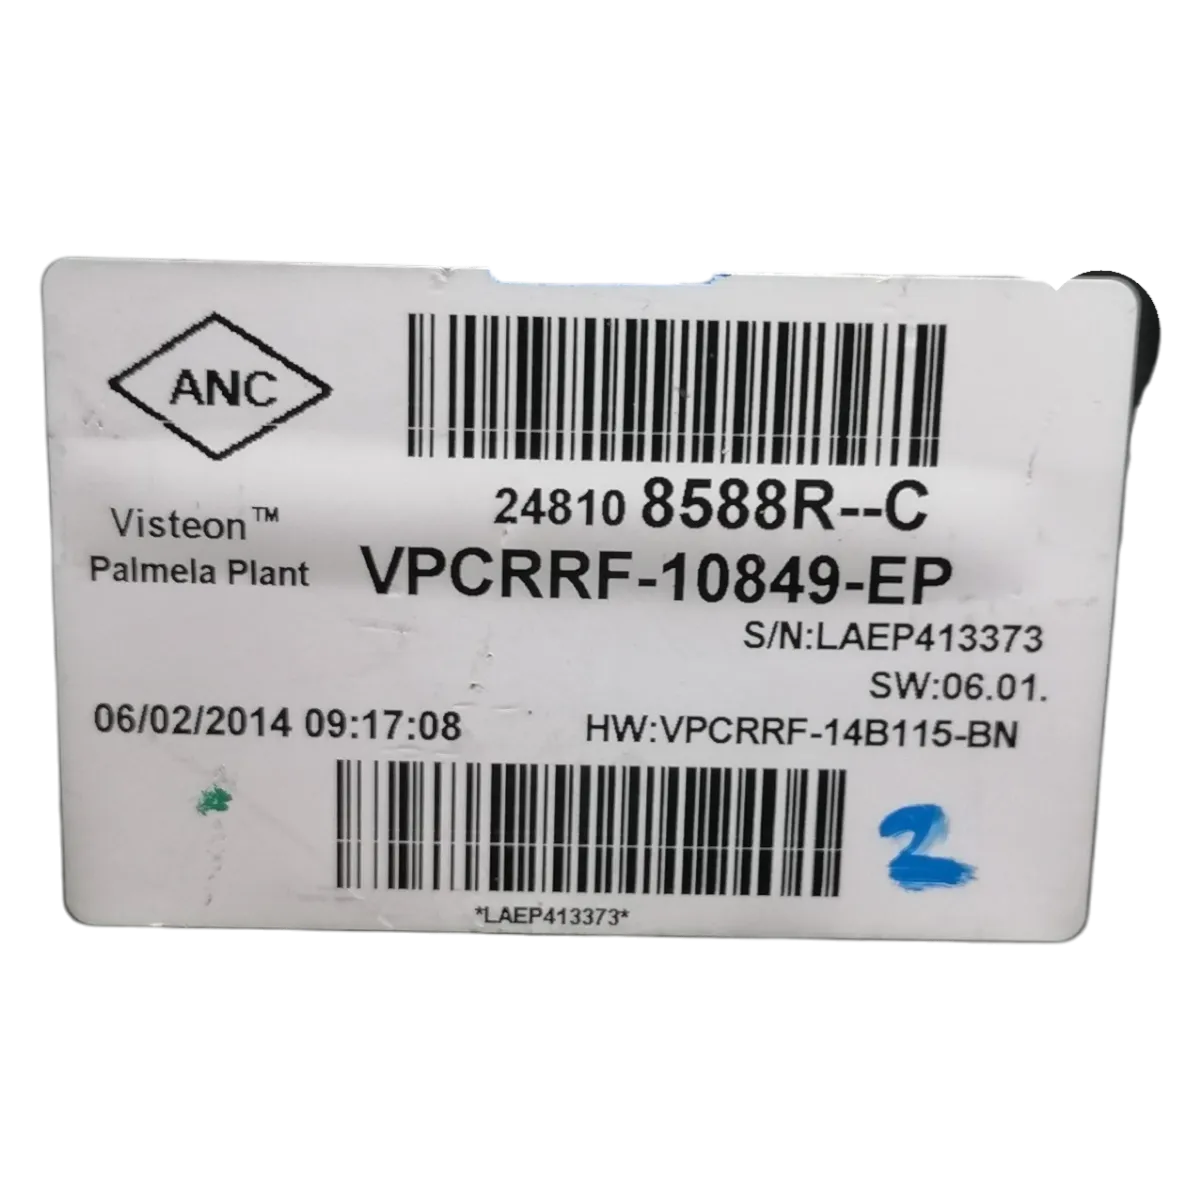 ANC
24810 8588R--C
Visteon™
Palmela Plant
VPCRRF-10849-EP
S/N:LAEP413373
SW:06.01.
06/02/2014 09:17:08
HW:VPCRRF-14B115-BN
2
*LAEP413373*